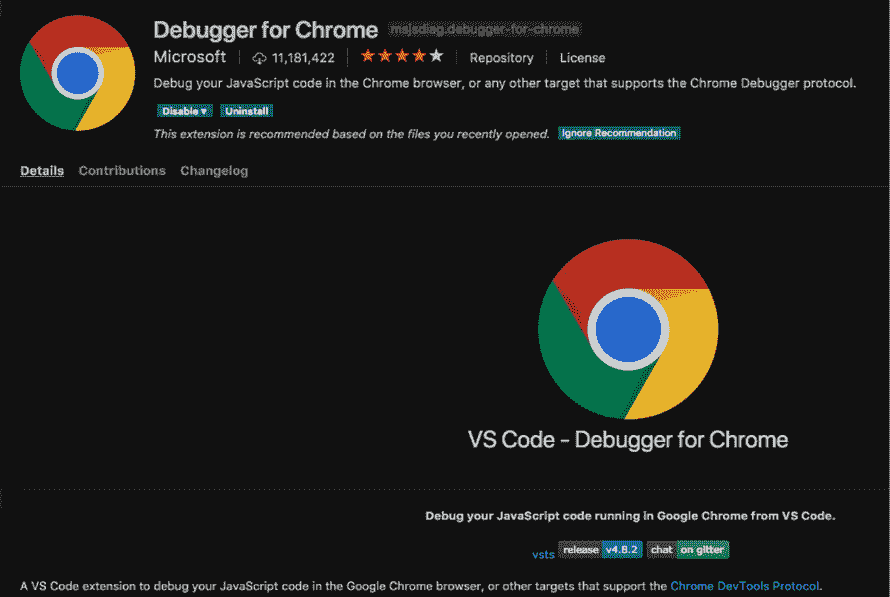 Debugger for Chrome msjsdiag.debugger-for-chrome
Microsoft 11,181,422 Repository License
Debug your JavaScript code in the Chrome browser, or any other target that supports the Chrome Debugger protocol.
Disable Uninstall
This extension is recommended based on the files you recently opened. Ignore Recommendation
Details Contributions Changelog
VS Code - Debugger for Chrome
Debug your JavaScript code running in Google Chrome from VS Code.
vsts release v4.8.2 chat on gitter
A VS Code extension to debug your JavaScript code in the Google Chrome browser, or other targets that support the Chrome DevTools Protocol.